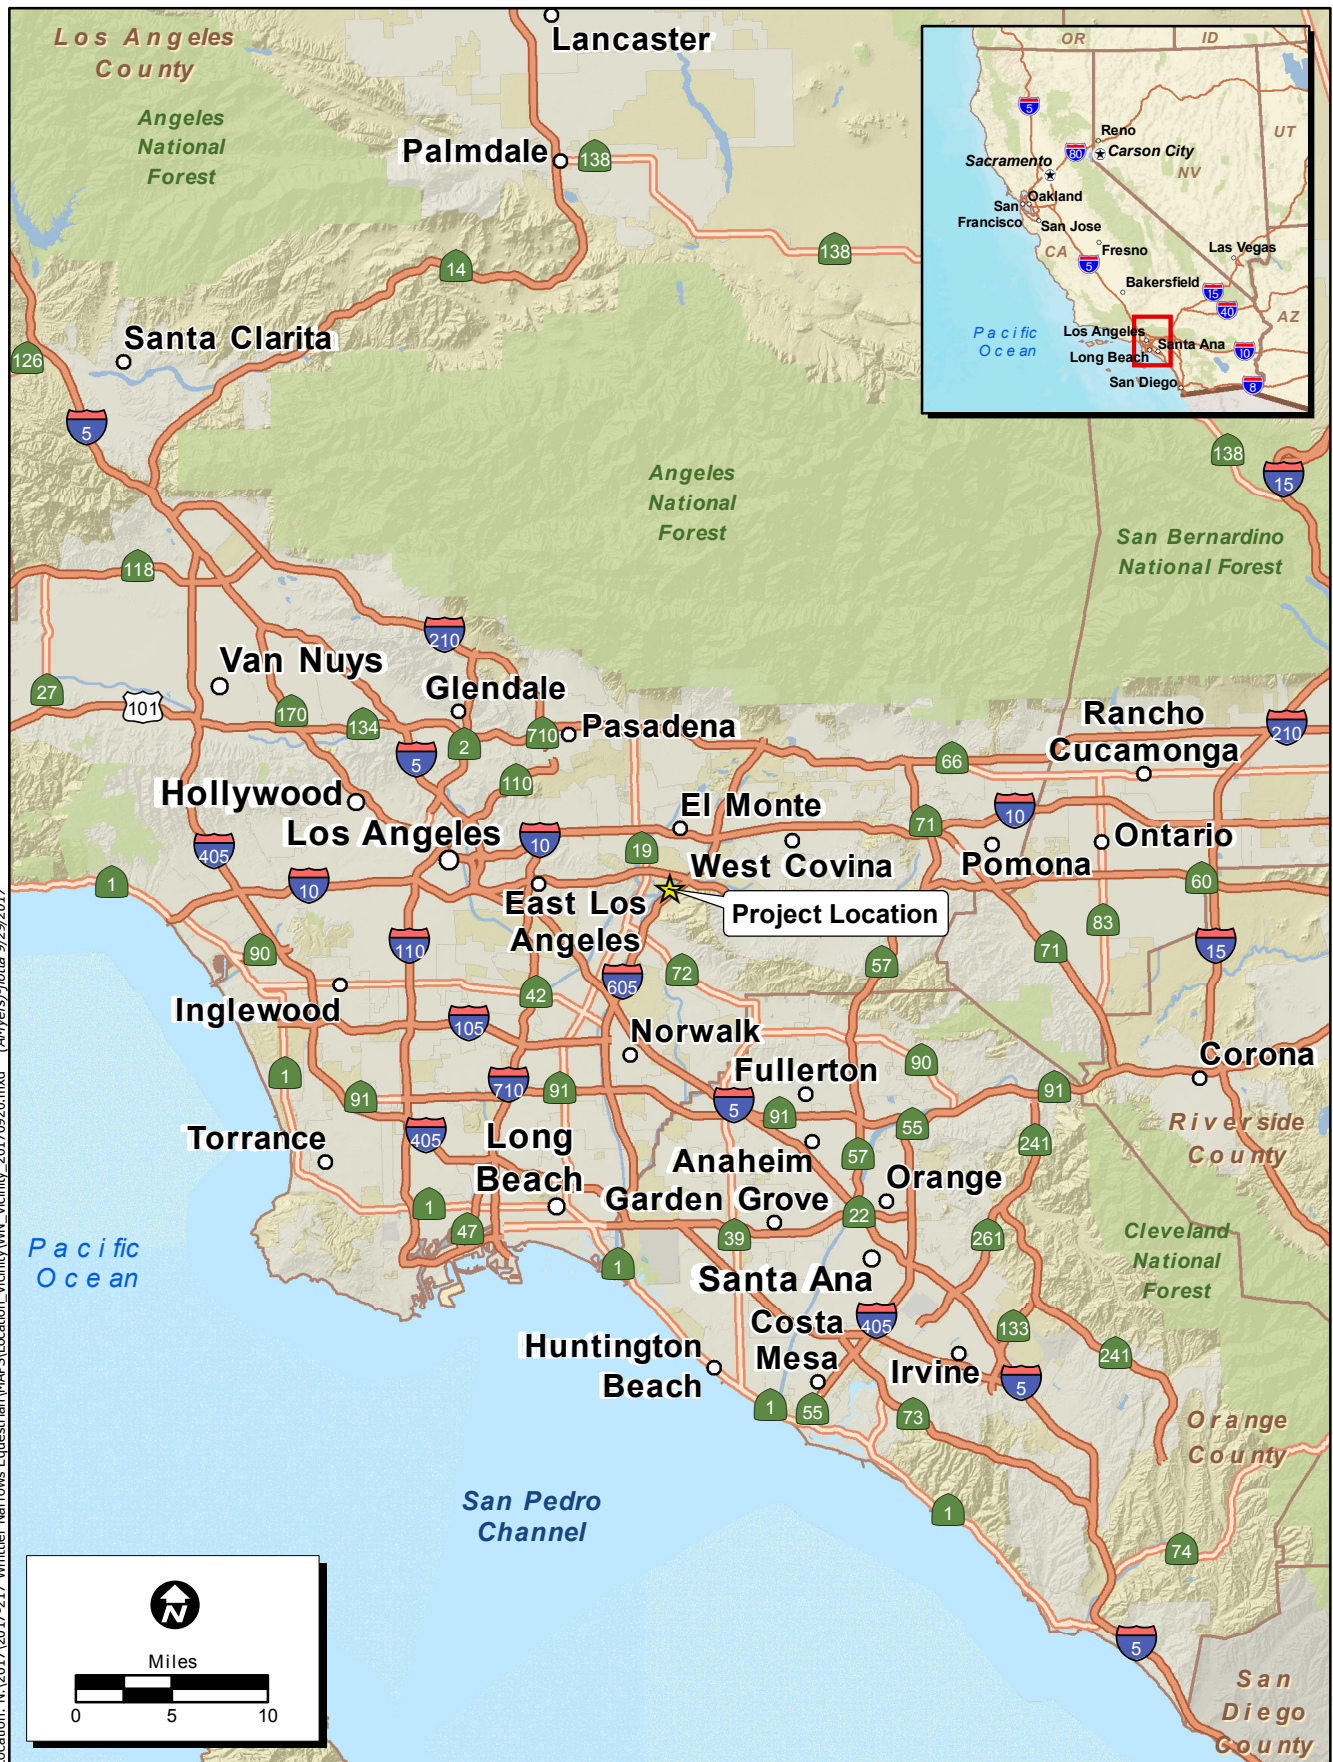 Los Angeles
County
Angeles
National
Forest
Lancaster
Palmdale
138
138
14
Santa Clarita
126
5
OR
ID
5
Reno
80
Carson City
UT
Sacramento
NV
Oakland
San
Francisco
San Jose
CA
Fresno
Las Vegas
5
Bakersfield
15
40
AZ
Pacific
Ocean
Los Angeles
Santa Ana
10
Long Beach
San Diego
8
138
15
Angeles
National
Forest
San Bernardino
National Forest
118
210
Van Nuys
27
101
Glendale
170
134
2
710
Pasadena
Rancho
Cucamonga
210
5
66
110
Hollywood
El Monte
10
71
Los Angeles
405
10
19
West Covina
Pomona
Ontario
1
10
East Los
Angeles
Project Location
60
83
90
110
72
57
71
15
605
42
Inglewood
105
Norwalk
Fullerton
90
Corona
1
91
710
91
5
91
55
91
Riverside
County
Torrance
405
Long
Beach
Anaheim
57
241
Orange
Garden Grove
1
47
39
22
261
Cleveland
National
Forest
Pacific
Ocean
1
Santa Ana
Costa
Mesa
405
133
Huntington
Beach
Irvine
241
5
1
55
73
Orange
County
San Pedro
Channel
1
74
N
Miles
0
5
10
5
San
Diego
County